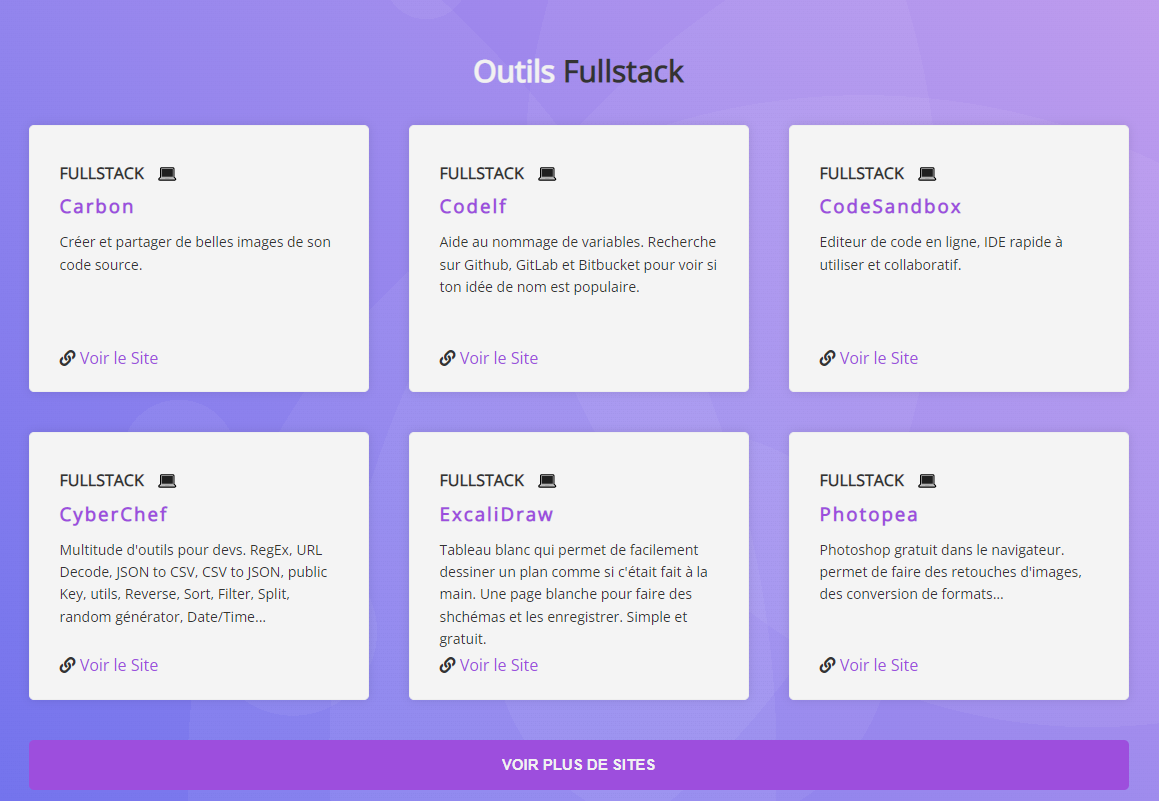 Outils Fullstack
FULLSTACK
Carbon
Créer et partager de belles images de son
code source.
Voir le Site
FULLSTACK
Codelf
Aide au nommage de variables. Recherche
sur Github, GitLab et Bitbucket pour voir si
ton idée de nom est populaire.
Voir le Site
FULLSTACK
CodeSandbox
Editeur de code en ligne, IDE rapide à
utiliser et collaboratif.
Voir le Site
FULLSTACK
CyberChef
Multitude d'outils pour devs. RegEx, URL
Decode, JSON to CSV, CSV to JSON, public
Key, utils, Reverse, Sort, Filter, Split,
random générator, Date/Time...
Voir le Site
FULLSTACK
ExcaliDraw
Tableau blanc qui permet de facilement
dessiner un plan comme si c'était fait à la
main. Une page blanche pour faire des
shchémas et les enregistrer. Simple et
gratuit.
Voir le Site
FULLSTACK
Photopea
Photoshop gratuit dans le navigateur.
permet de faire des retouches d'images,
des conversion de formats...
Voir le Site
VOIR PLUS DE SITES